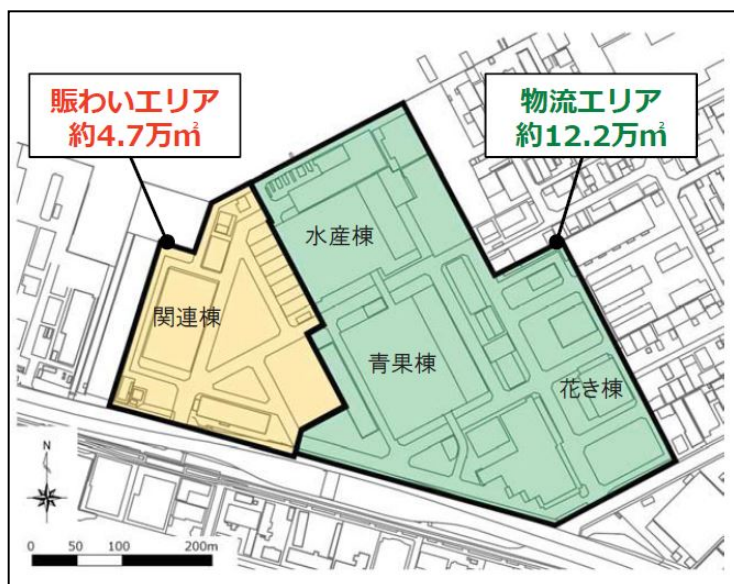 賑わいエリア
約4.7万㎡
物流エリア
約12.2万㎡
水産棟
関連棟
青果棟
花き棟
N
0 50 100 200m